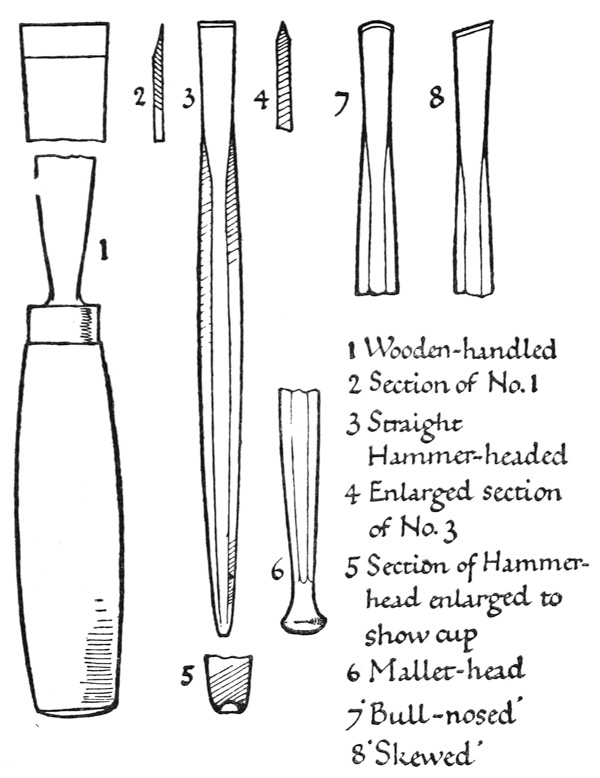 2
3
4
7
8
1
6
5
1 Wooden-handled
2 Section of No.1
3 Straight
Hammer-headed
4 Enlarged section
of No.3
5 Section of Hammer-
head enlarged to
show cup
6 Mallet-head
7 'Bull-nosed'
8 'Skewed'